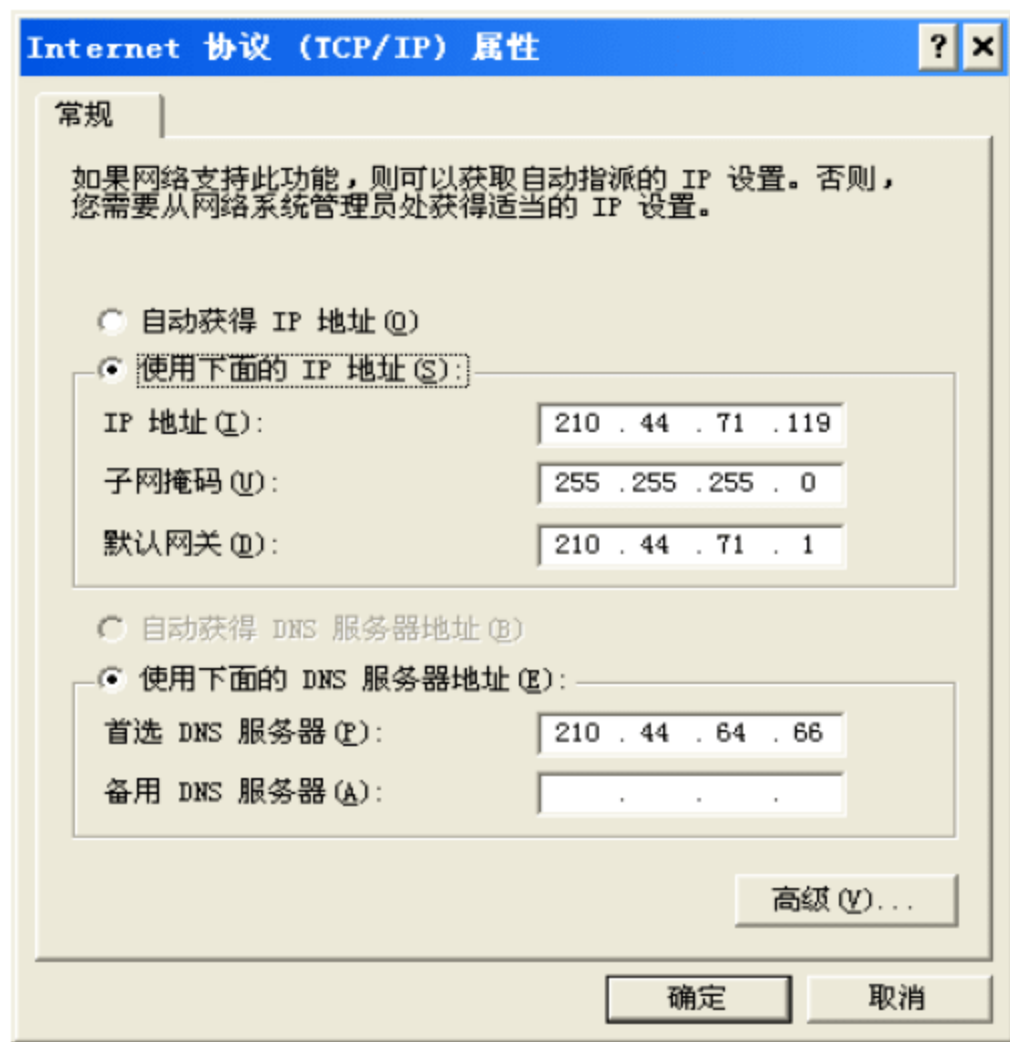 Internet 协议 (TCP/IP) 属性
常规
如果网络支持此功能，则可以获取自动指派的 IP 设置。否则，
您需要从网络系统管理员处获得适当的 IP 设置。
自动获得 IP 地址(O)
使用下面的 IP 地址(S):
IP 地址(I): 210 . 44 . 71 .119
子网掩码(U): 255 .255 .255 . 0
默认网关(D): 210 . 44 . 71 . 1
自动获得 DNS 服务器地址(B)
使用下面的 DNS 服务器地址(E):
首选 DNS 服务器(P): 210 . 44 . 64 . 66
备用 DNS 服务器(A): . . .
高级(V)...
确定 取消